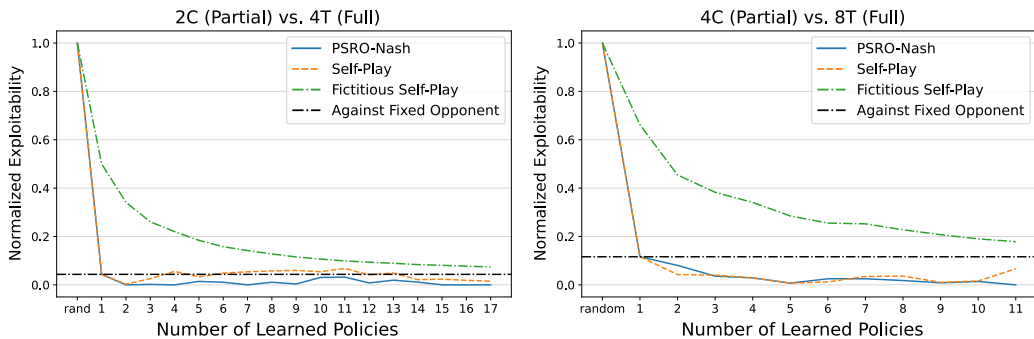 2C (Partial) vs. 4T (Full)
1.0
0.8
0.6
0.4
0.2
0.0
Normalized Exploitability
PSRO-Nash
Self-Play
Fictitious Self-Play
Against Fixed Opponent
rand 1 2 3 4 5 6 7 8 9 10 11 12 13 14 15 16 17
Number of Learned Policies
4C (Partial) vs. 8T (Full)
1.0
0.8
0.6
0.4
0.2
0.0
Normalized Exploitability
PSRO-Nash
Self-Play
Fictitious Self-Play
Against Fixed Opponent
random 1 2 3 4 5 6 7 8 9 10 11
Number of Learned Policies